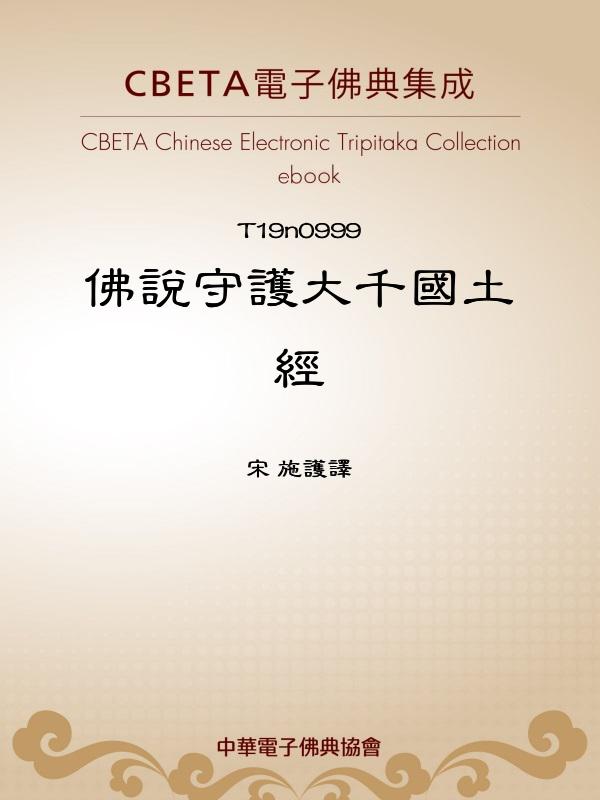 CBETA電子佛典集成
CBETA Chinese Electronic Tripitaka Collection
ebook
T19n0999
佛說守護大千國土
經
宋 施護譯
中華電子佛典協會